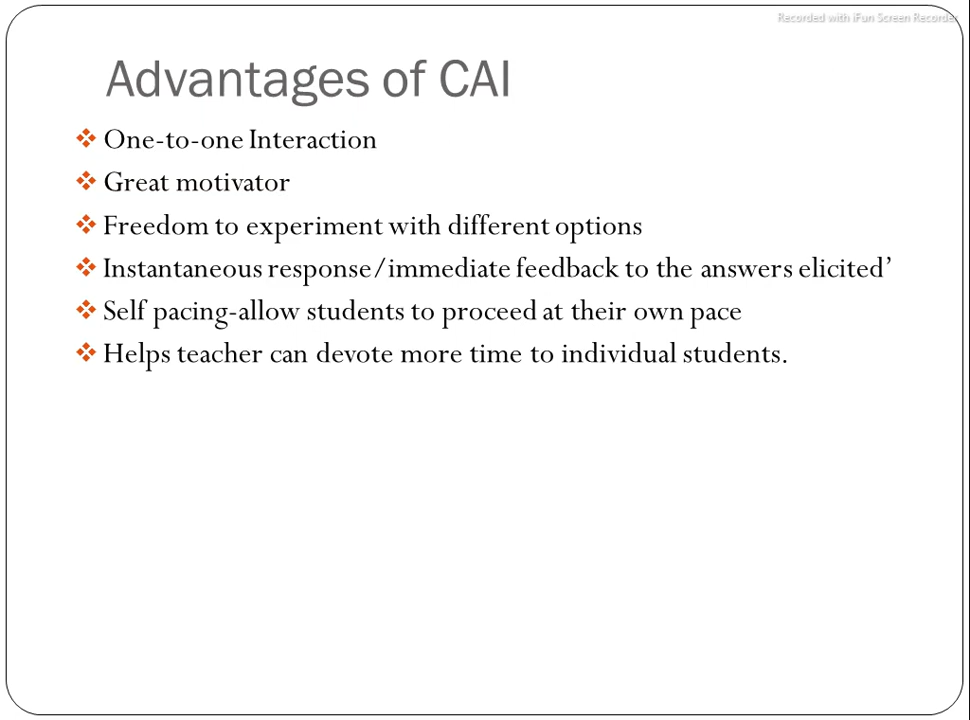 Recorded with iFun Screen Recorder
Advantages of CAI
One-to-one Interaction
Great motivator
Freedom to experiment with different options
Instantaneous response/immediate feedback to the answers elicited’
Self pacing-allow students to proceed at their own pace
Helps teacher can devote more time to individual students.